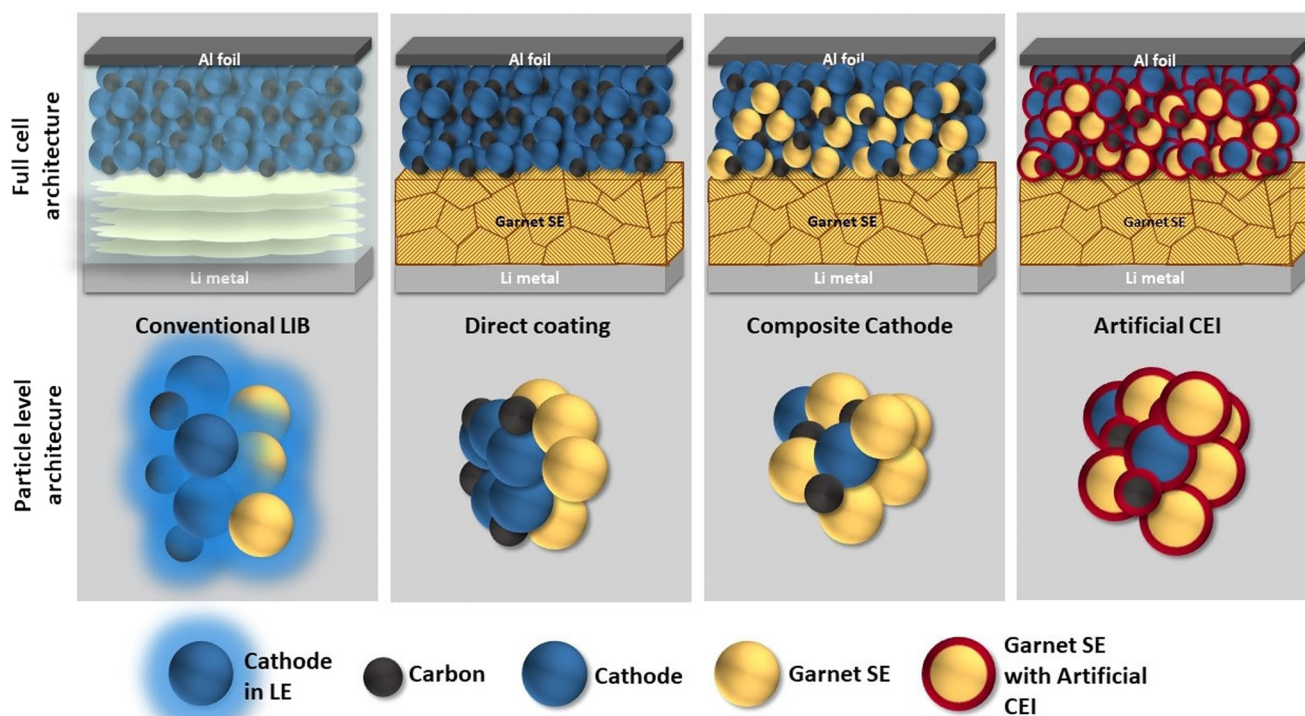 Full cell
architecture
Al foil
Al foil
Al foil
Al foil
Garnet SE
Garnet SE
Garnet SE
Li metal
Li metal
Li metal
Li metal
Conventional LIB
Direct coating
Composite Cathode
Artificial CEI
Particle level
architecure
Cathode
in LE
Carbon
Cathode
Garnet SE
Garnet SE
with Artificial
CEI